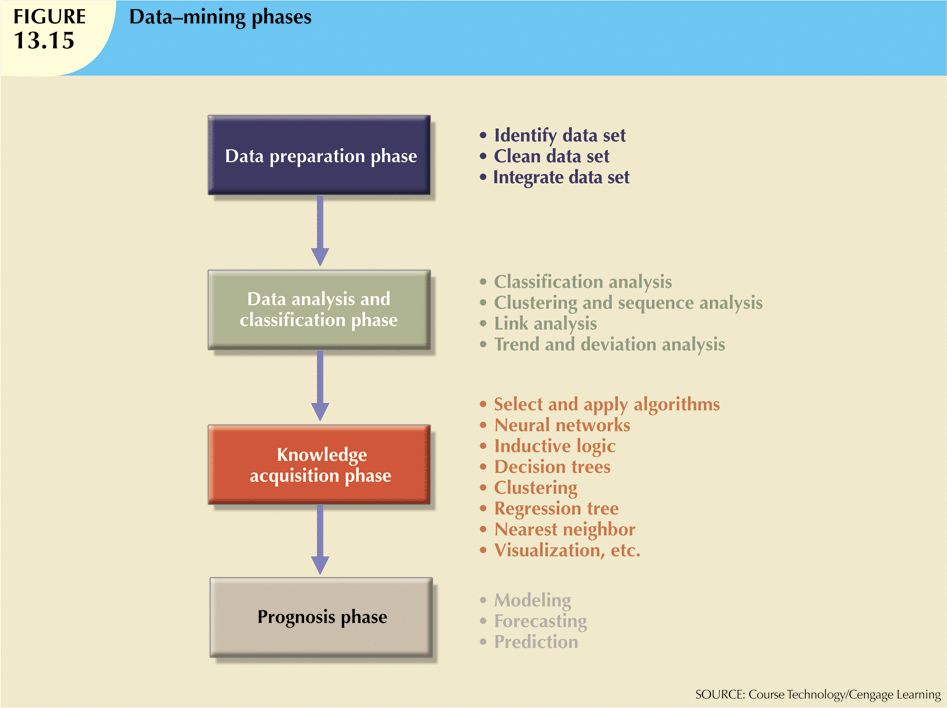 FIGURE
13.15
Data–mining phases
Data preparation phase
• Identify data set
• Clean data set
• Integrate data set
Data analysis and
classification phase
• Classification analysis
• Clustering and sequence analysis
• Link analysis
• Trend and deviation analysis
Knowledge
acquisition phase
• Select and apply algorithms
• Neural networks
• Inductive logic
• Decision trees
• Clustering
• Regression tree
• Nearest neighbor
• Visualization, etc.
Prognosis phase
• Modeling
• Forecasting
• Prediction
SOURCE: Course Technology/Cengage Learning